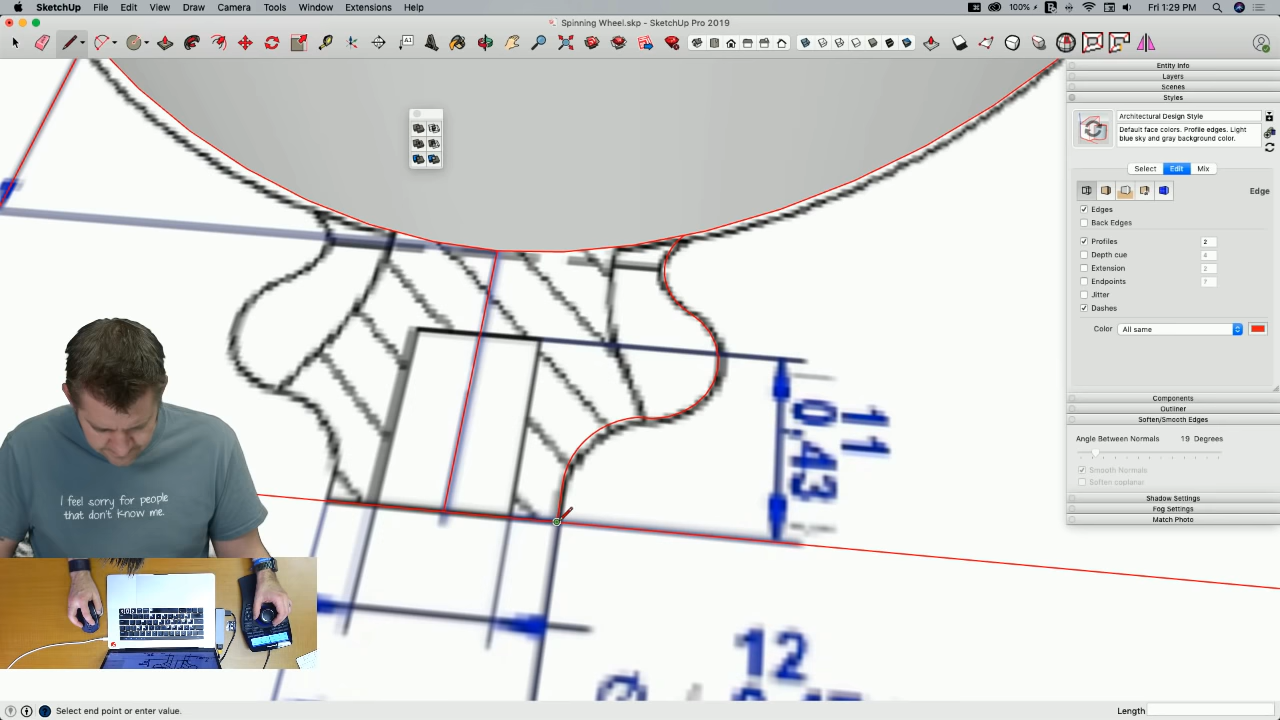 SketchUp File Edit View Draw Camera Tools Window Extensions Help 100% Fri 1:29 PM
Spinning Wheel.skp - SketchUp Pro 2019
Entity Info
Layers
Scenes
Styles
Architectural Design Style
Default face colors. Profile edges. Light blue sky and gray background color.
Select Edit Mix
Edge
Edges
Back Edges
Profiles 2
Depth cue 4
Extension 2
Endpoints 7
Jitter
Dashes
Color All same
Components
Outliner
Soften/Smooth Edges
Angle Between Normals 19 Degrees
Smooth Normals
Soften coplanar
Shadow Settings
Fog Settings
Match Photo
11
0,43
12
I feel sorry for people
that don't know me.
Select end point or enter value. Length